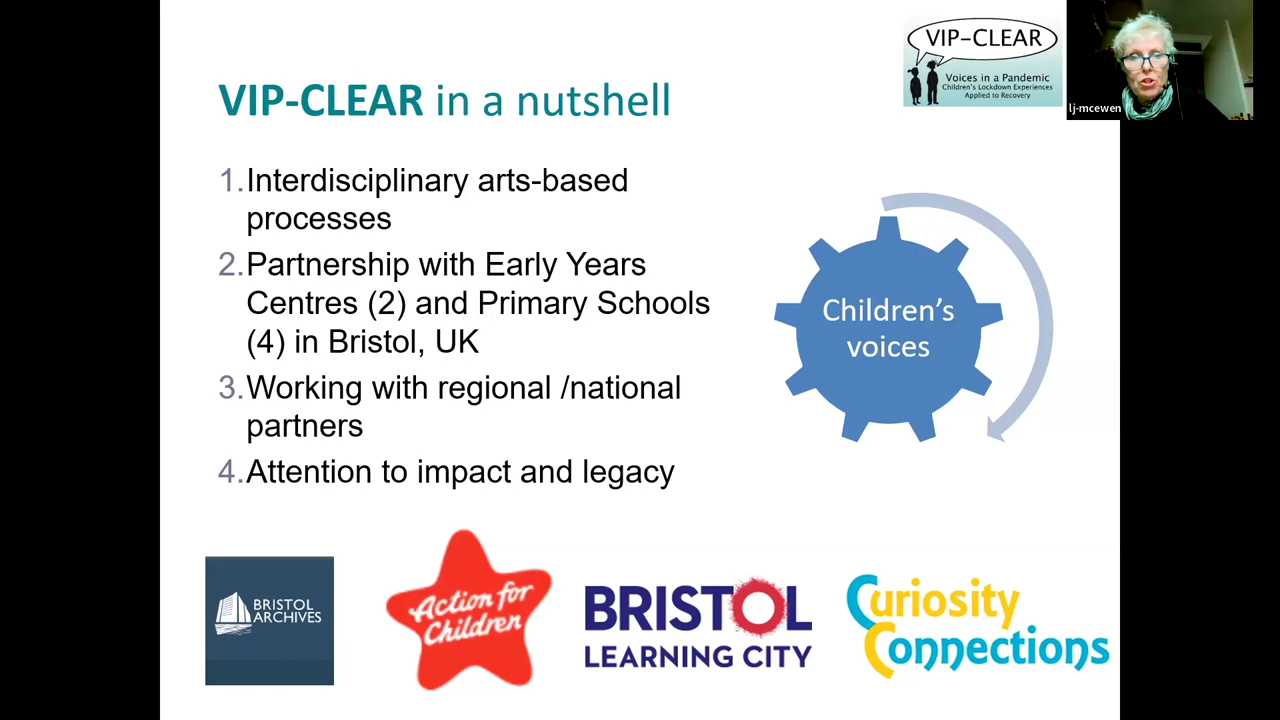 VIP-CLEAR
Voices in a Pandemic
Children's Lockdown Experiences
Applied to Recovery
lj-mcewen
VIP-CLEAR in a nutshell
1.Interdisciplinary arts-based
processes
2.Partnership with Early Years
Centres (2) and Primary Schools
(4) in Bristol, UK
3.Working with regional /national
partners
4.Attention to impact and legacy
Children's
voices
BRISTOL
ARCHIVES
Action for
Children
BRISTOL
LEARNING CITY
Curiosity
Connections